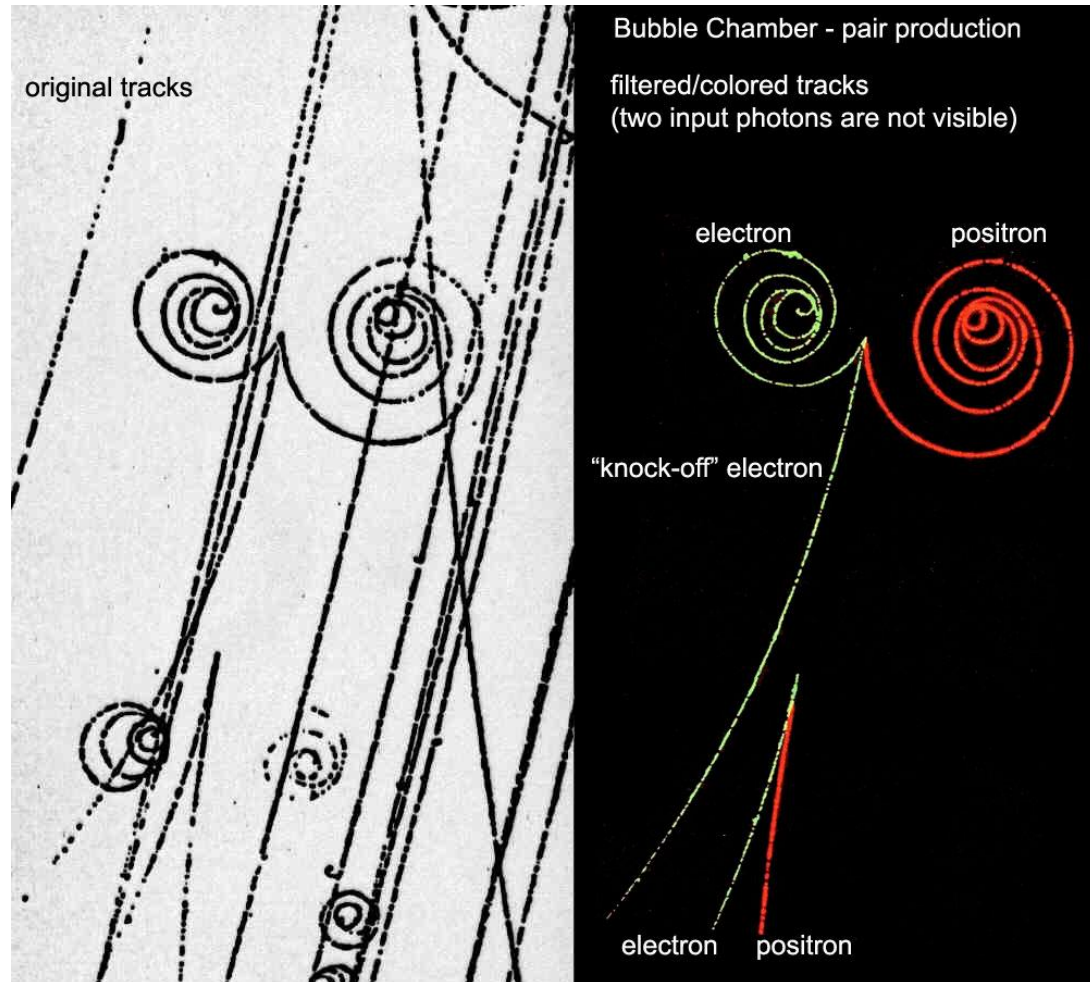 original tracks
Bubble Chamber - pair production
filtered/colored tracks
(two input photons are not visible)
electron
positron
“knock-off” electron
electron
positron